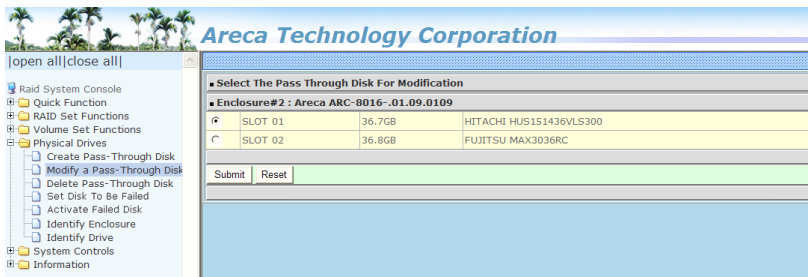 Areca Technology Corporation
|open all|close all|
Raid System Console
Quick Function
RAID Set Functions
Volume Set Functions
Physical Drives
Create Pass-Through Disk
Modify a Pass-Through Disk
Delete Pass-Through Disk
Set Disk To Be Failed
Activate Failed Disk
Identify Enclosure
Identify Drive
System Controls
Information
Select The Pass Through Disk For Modification
Enclosure#2 : Areca ARC-8016-.01.09.0109
SLOT 01 36.7GB HITACHI HUS151436VLS300
SLOT 02 36.8GB FUJITSU MAX3036RC
Submit Reset